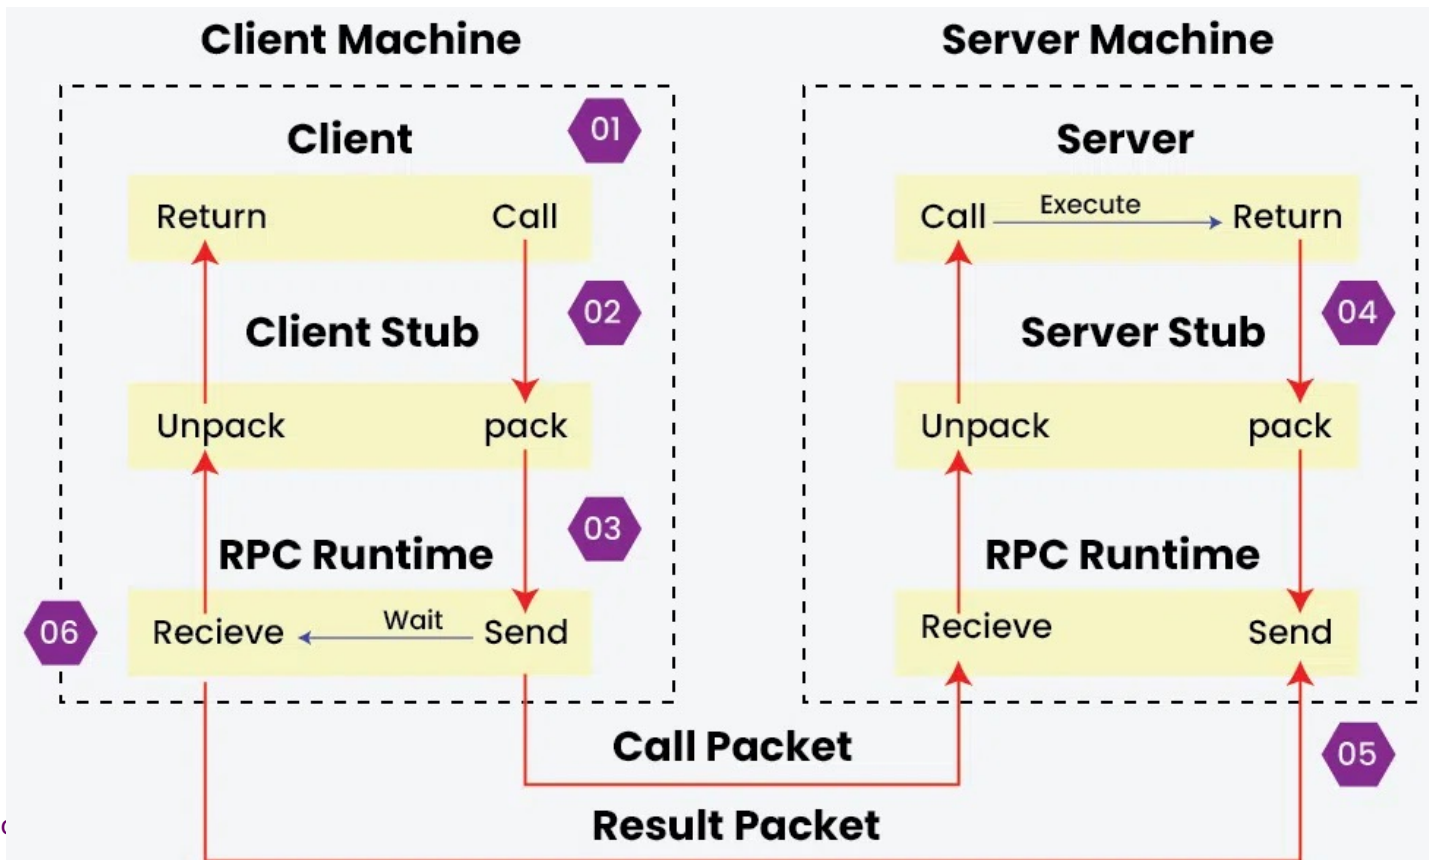 Client Machine
Server Machine
Client
01
Server
Return
Call
Call
Execute
Return
02
04
Client Stub
Server Stub
Unpack
pack
Unpack
pack
03
RPC Runtime
RPC Runtime
06
Recieve
Wait
Send
Recieve
Send
Call Packet
05
Result Packet